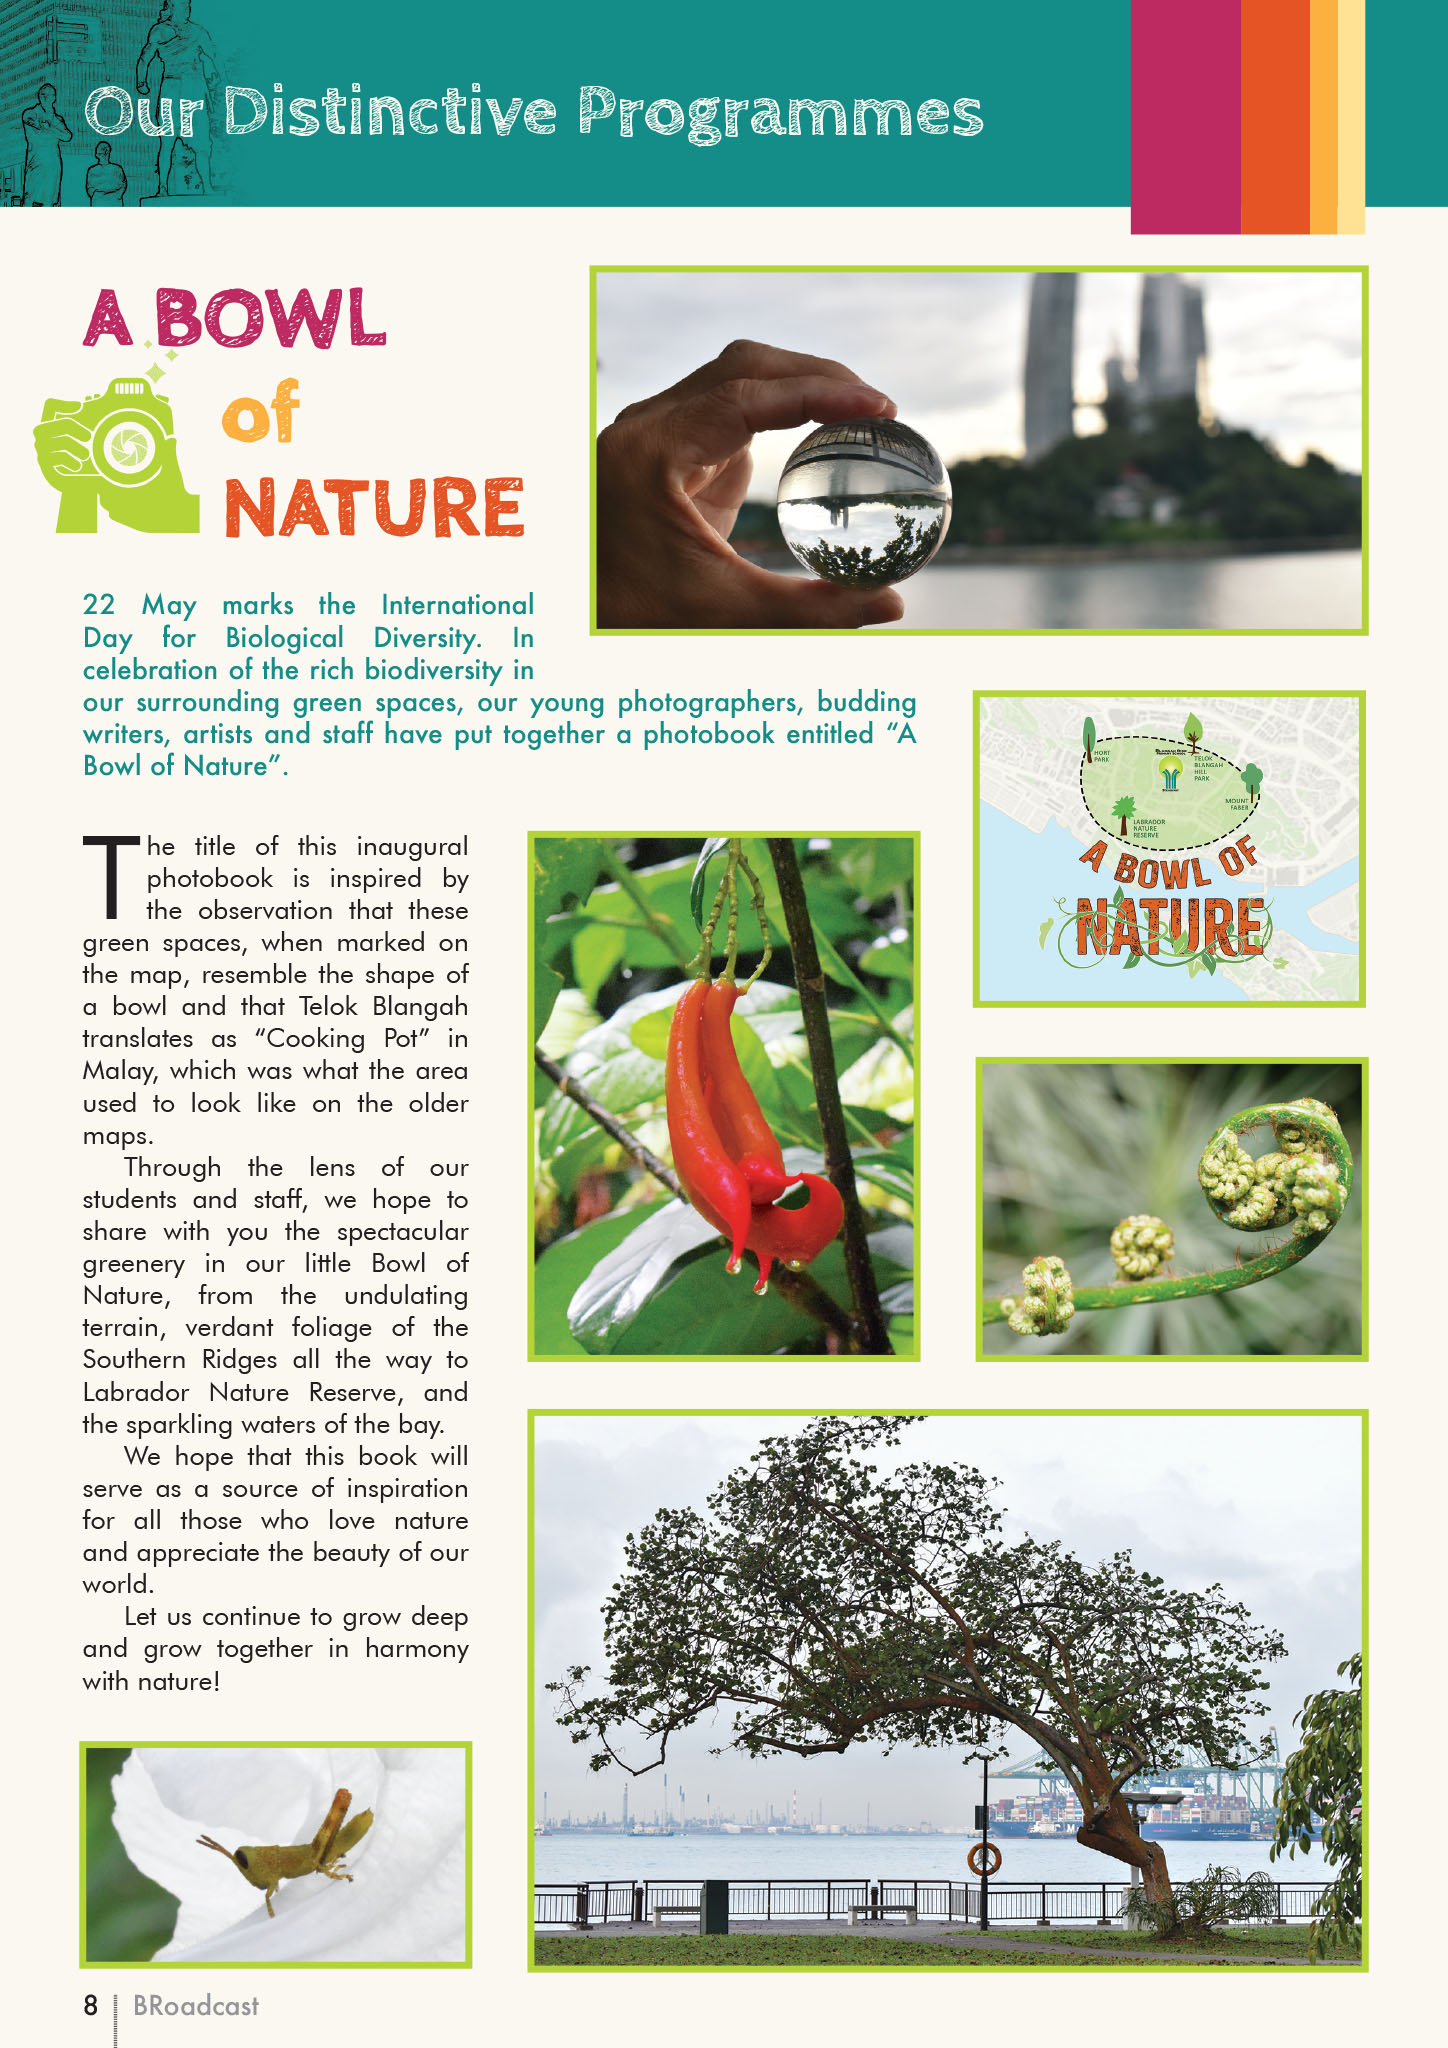 Our Distinctive Programmes
A BOWL
of
NATURE
22 May marks the International
Day for Biological Diversity. In
celebration of the rich biodiversity in
our surrounding green spaces, our young photographers, budding
writers, artists and staff have put together a photobook entitled “A
Bowl of Nature”.
The title of this inaugural
photobook is inspired by
the observation that these
green spaces, when marked on
the map, resemble the shape of
a bowl and that Telok Blangah
translates as “Cooking Pot” in
Malay, which was what the area
used to look like on the older
maps.
Through the lens of our
students and staff, we hope to
share with you the spectacular
greenery in our little Bowl of
Nature, from the undulating
terrain, verdant foliage of the
Southern Ridges all the way to
Labrador Nature Reserve, and
the sparkling waters of the bay.
We hope that this book will
serve as a source of inspiration
for all those who love nature
and appreciate the beauty of our
world.
Let us continue to grow deep
and grow together in harmony
with nature!
HORT
PARK
BLANGAH RISE
PRIMARY SCHOOL
TELOK
BLANGAH
HILL
PARK
MOUNT
FABER
LABRADOR
NATURE
RESERVE
A BOWL OF
NATURE
8
BRoadcast